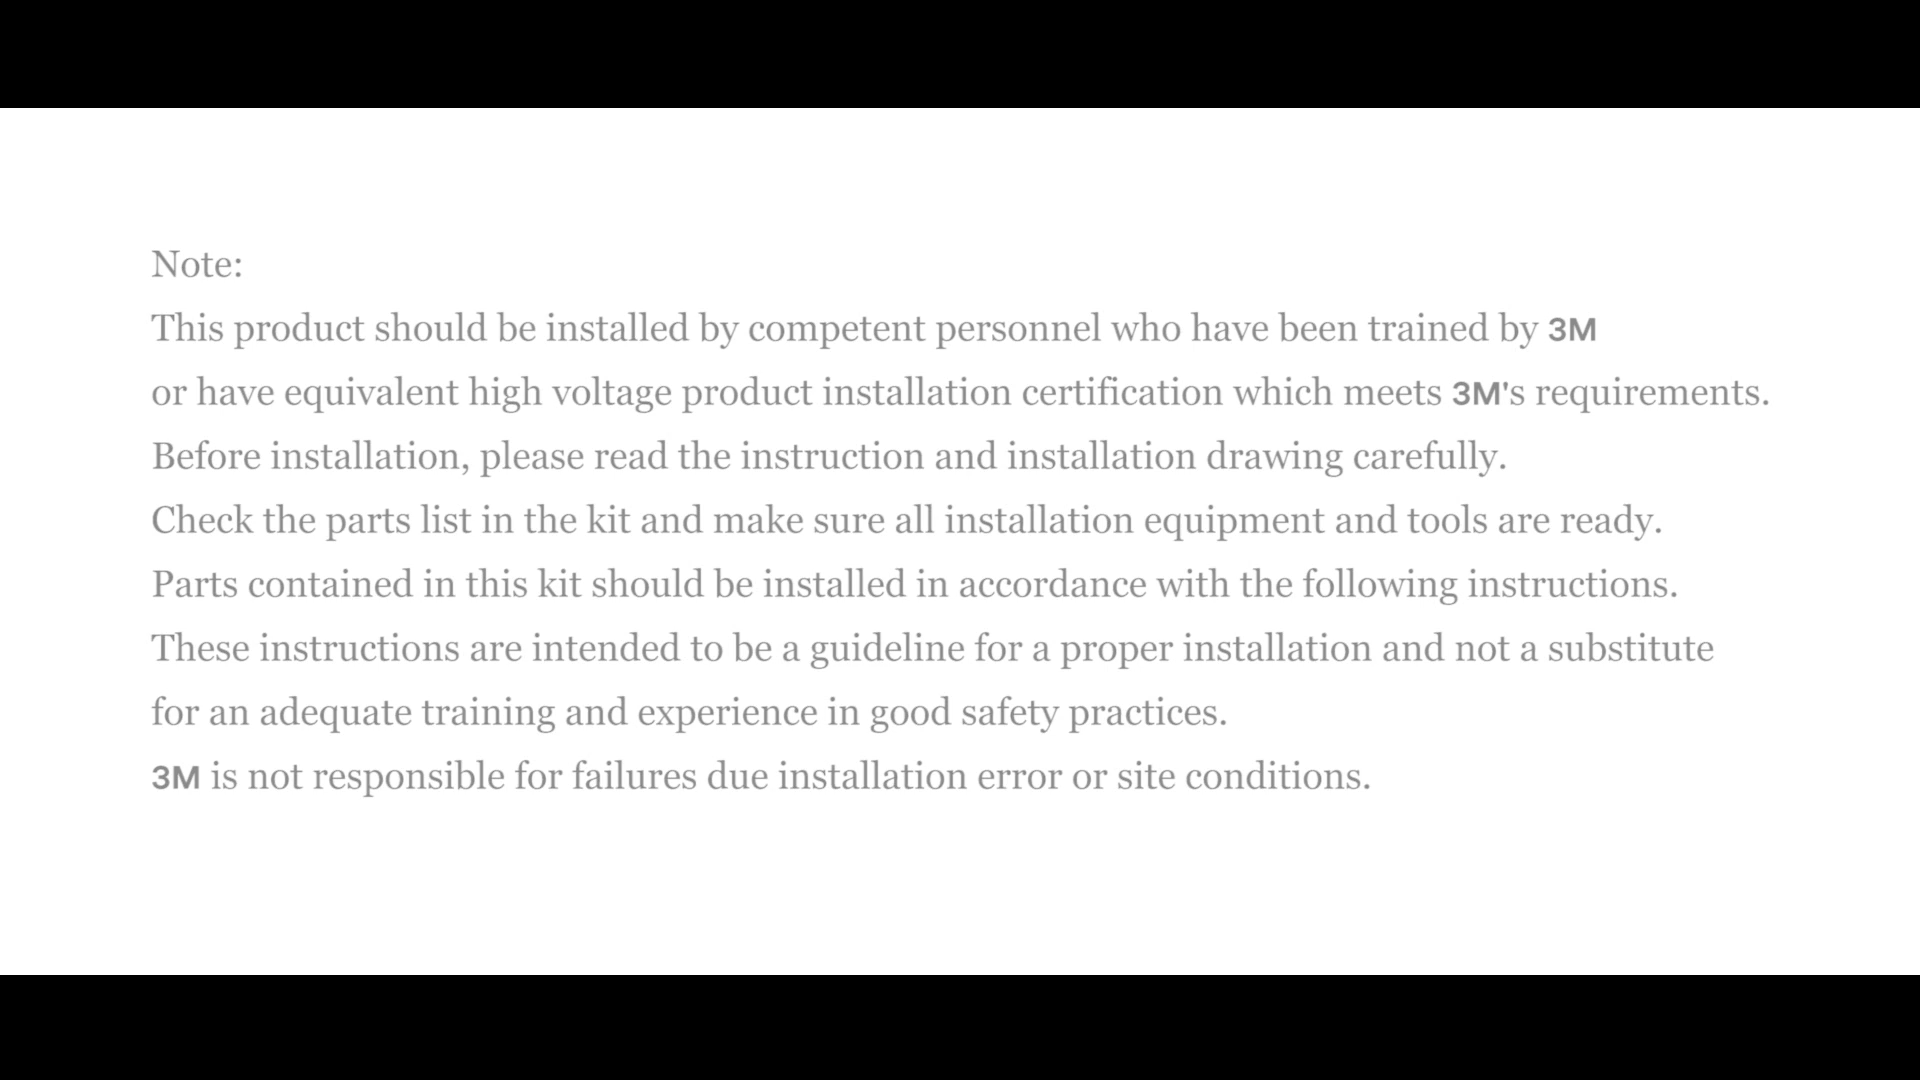 Note:
This product should be installed by competent personnel who have been trained by 3M
or have equivalent high voltage product installation certification which meets 3M's requirements.
Before installation, please read the instruction and installation drawing carefully.
Check the parts list in the kit and make sure all installation equipment and tools are ready.
Parts contained in this kit should be installed in accordance with the following instructions.
These instructions are intended to be a guideline for a proper installation and not a substitute
for an adequate training and experience in good safety practices.
3M is not responsible for failures due installation error or site conditions.